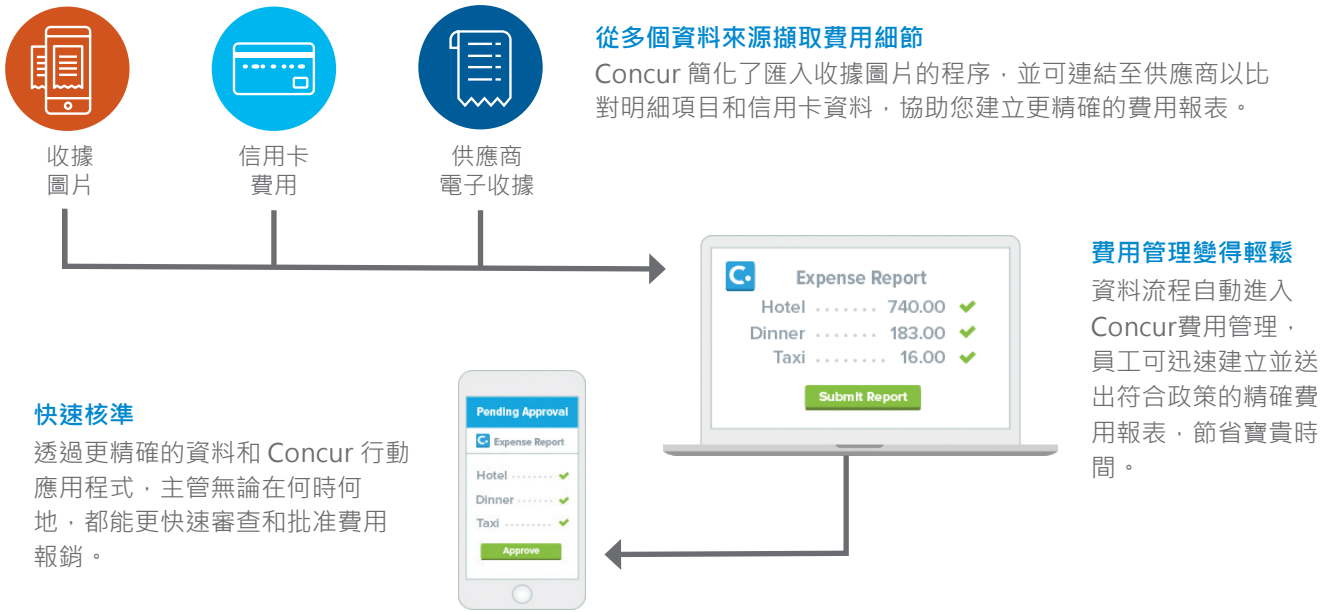 從多個資料來源擷取費用細節
Concur 簡化了匯入收據圖片的程序，並可連結至供應商以比
對明細項目和信用卡資料，協助您建立更精確的費用報表。
收據
圖片
信用卡
費用
供應商
電子收據
C.
Expense Report
Hotel ....... 740.00
Dinner ....... 183.00
Taxi ........ 16.00
Submit Report
費用管理變得輕鬆
資料流程自動進入
Concur費用管理，
員工可迅速建立並送
出符合政策的精確費
用報表，節省寶貴時
間。
快速核準
透過更精確的資料和 Concur 行動
應用程式，主管無論在何時何
地，都能更快速審查和批准費用
報銷。
Pending Approval
C. Expense Report
Hotel .......
Dinner .......
Taxi .........
Approve